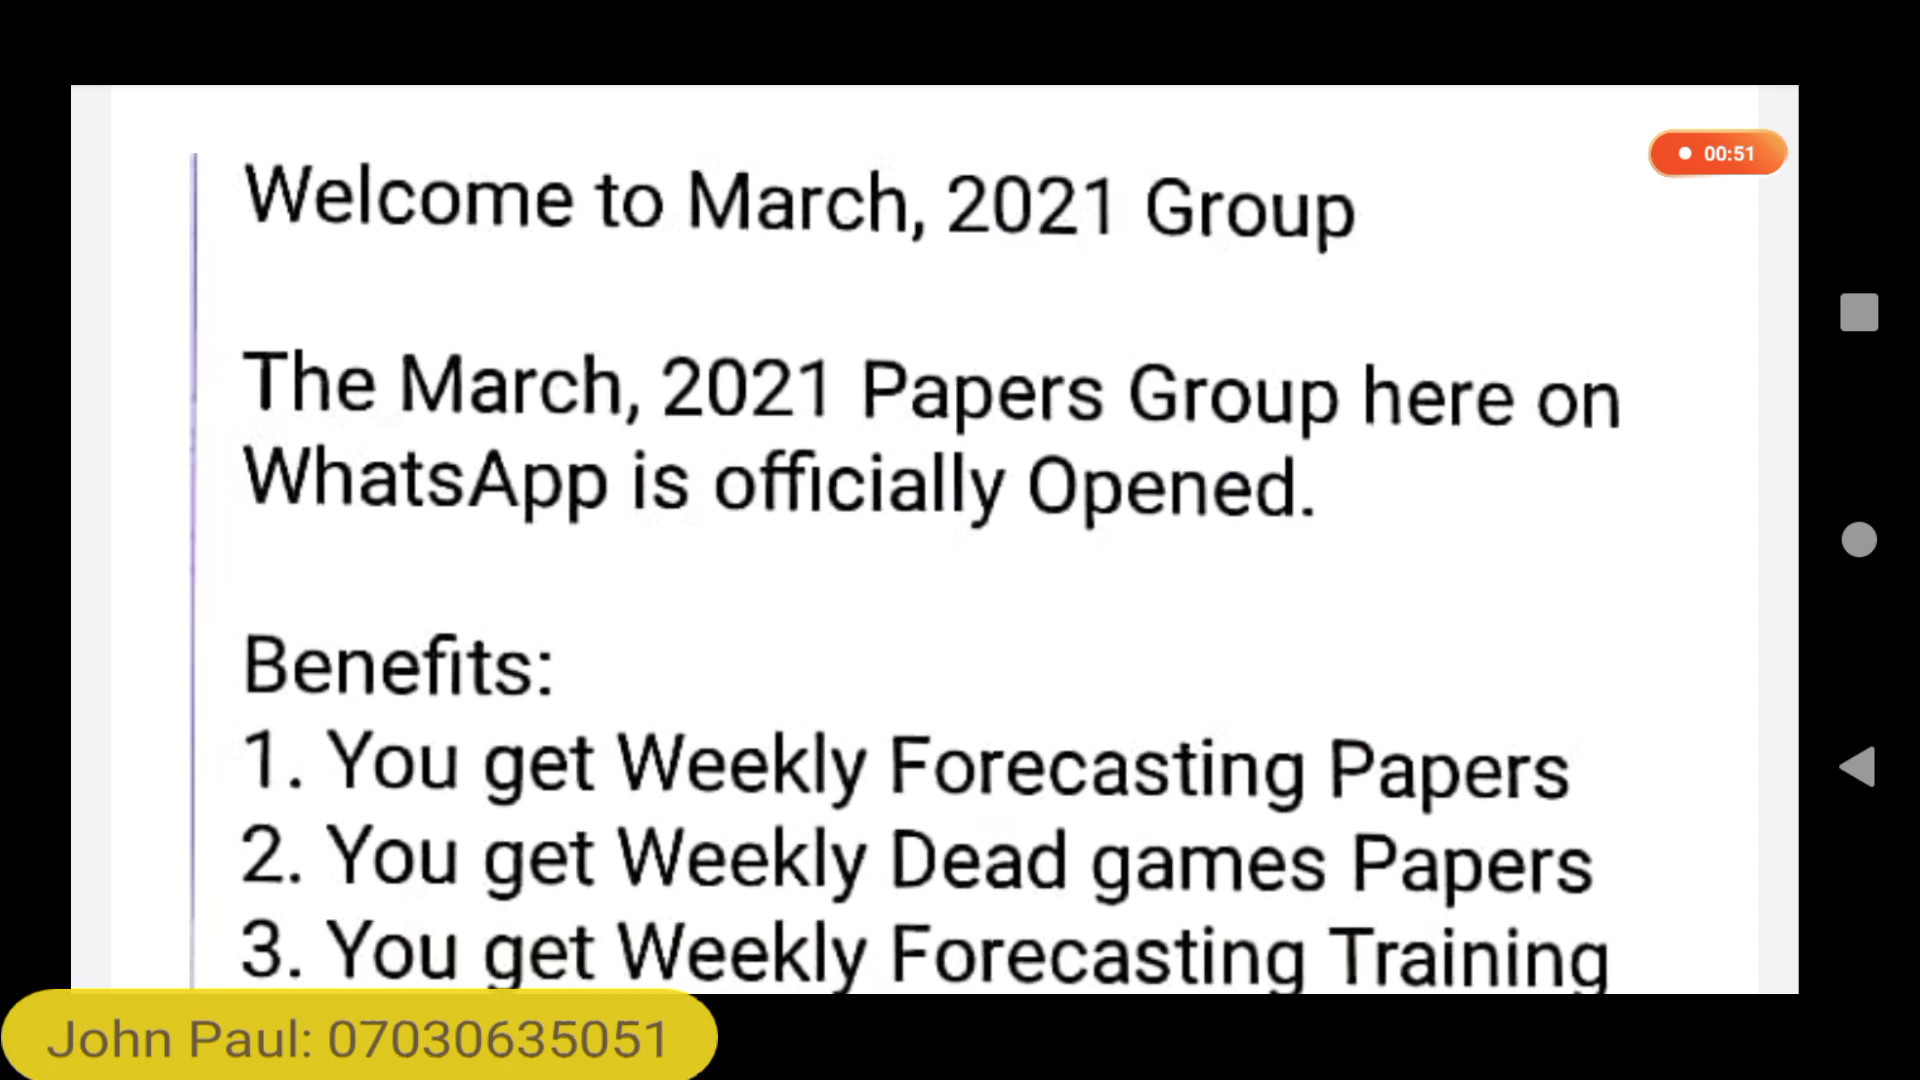 Welcome to March, 2021 Group
00:51
The March, 2021 Papers Group here on
WhatsApp is officially Opened.
Benefits:
1. You get Weekly Forecasting Papers
2. You get Weekly Dead games Papers
3. You get Weekly Forecasting Training
John Paul: 07030635051